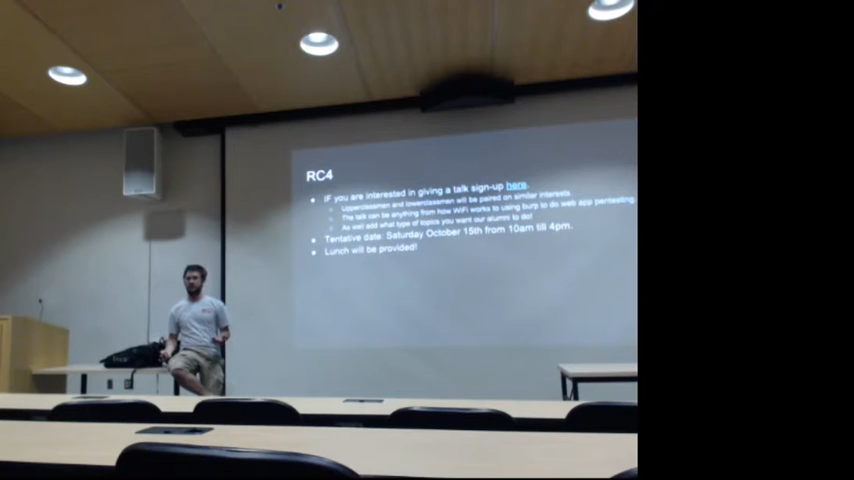 RC4
IF you are interested in giving a talk sign-up here.
Upperclassmen and lowerclassmen will be paired on similar interests.
The talk can be anything from how WiFi works to using burp to do web app pentesting.
As well add what type of topics you want our alumni to do!
Tentative date: Saturday October 15th from 10am till 4pm.
Lunch will be provided!